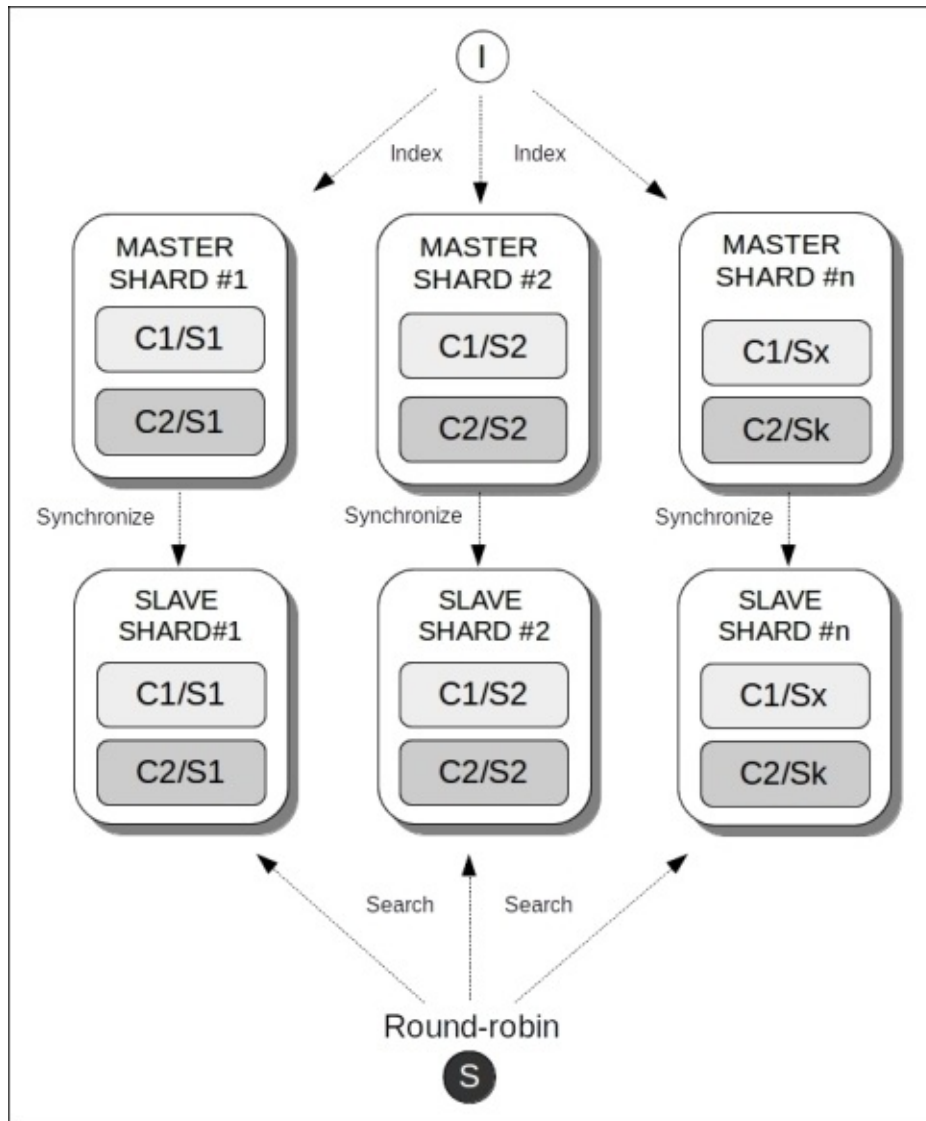 I
Index
Index
MASTER
SHARD #1
C1/S1
C2/S1
MASTER
SHARD #2
C1/S2
C2/S2
MASTER
SHARD #n
C1/Sx
C2/Sk
Synchronize
Synchronize
Synchronize
SLAVE
SHARD#1
C1/S1
C2/S1
SLAVE
SHARD #2
C1/S2
C2/S2
SLAVE
SHARD #n
C1/Sx
C2/Sk
Search
Search
Round-robin
S